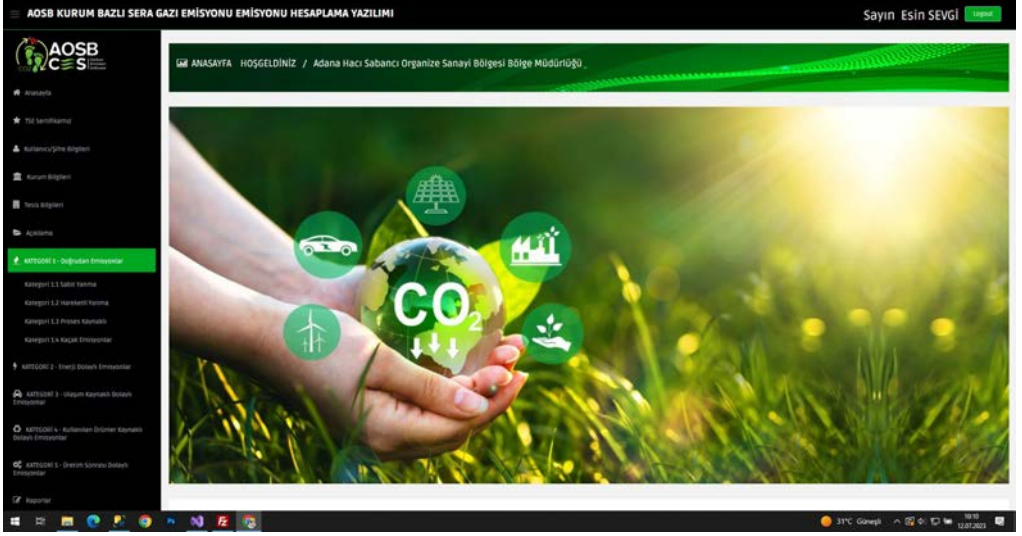 AOSB KURUM BAZLI SERA GAZI EMİSYONU EMİSYONU HESAPLAMA YAZILIMI
Sayın Esin SEVGİ
Logout
AOSB
CES
ANASAYFA HOŞGELDİNİZ / Adana Hacı Sabancı Organize Sanayi Bölgesi Bölge Müdürlüğü
Anasayfa
TSE Sertifikamız
Kullanıcı/Şifre Bilgileri
Kurum Bilgileri
Tesis Bilgileri
Açıklama
KATEGORİ 1 - Doğrudan Emisyonlar
Kategori 1.1 Sabit Yanma
Kategori 1.2 Hareketli Yanma
Kategori 1.3 Proses Kaynaklı
Kategori 1.4 Kaçak Emisyonlar
KATEGORİ 2 - Enerji Dolaylı Emisyonlar
KATEGORİ 3 - Ulaşım Kaynaklı Dolaylı
Emisyonlar
KATEGORİ 4 - Kullanılan Ürünler Kaynaklı
Dolaylı Emisyonlar
KATEGORİ 5 - Üretim Sonrası Dolaylı
Emisyonlar
Raporlar
CO2
31°C Güneşli
10:10
12.07.2023